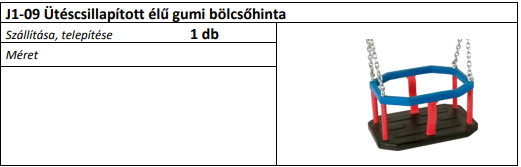 J1-09 Ütéscsillapított élű gumi bölcsőhinta
Szállítása, telepítése 1 db
Méret